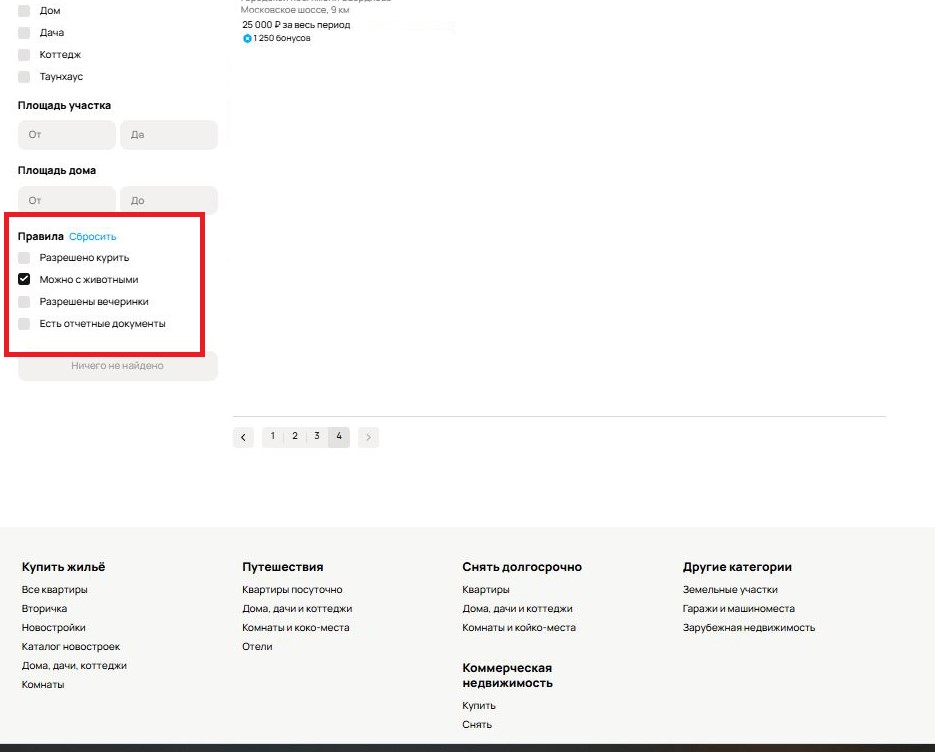 Дом
Дача
Коттедж
Таунхаус
Площадь участка
От
До
Площадь дома
От
До
Правила Сбросить
Разрешено курить
Можно с животными
Разрешены вечеринки
Есть отчетные документы
Ничего не найдено
Московское шоссе, 9 км
25 000 ₽ за весь период
1 250 бонусов
1 2 3 4
Купить жильё
Все квартиры
Вторичка
Новостройки
Каталог новостроек
Дома, дачи, коттеджи
Комнаты
Путешествия
Квартиры посуточно
Дома, дачи и коттеджи
Комнаты и коко-места
Отели
Снять долгосрочно
Квартиры
Дома, дачи и коттеджи
Комнаты и койко-места
Коммерческая
недвижимость
Купить
Снять
Другие категории
Земельные участки
Гаражи и машиноместа
Зарубежная недвижимость